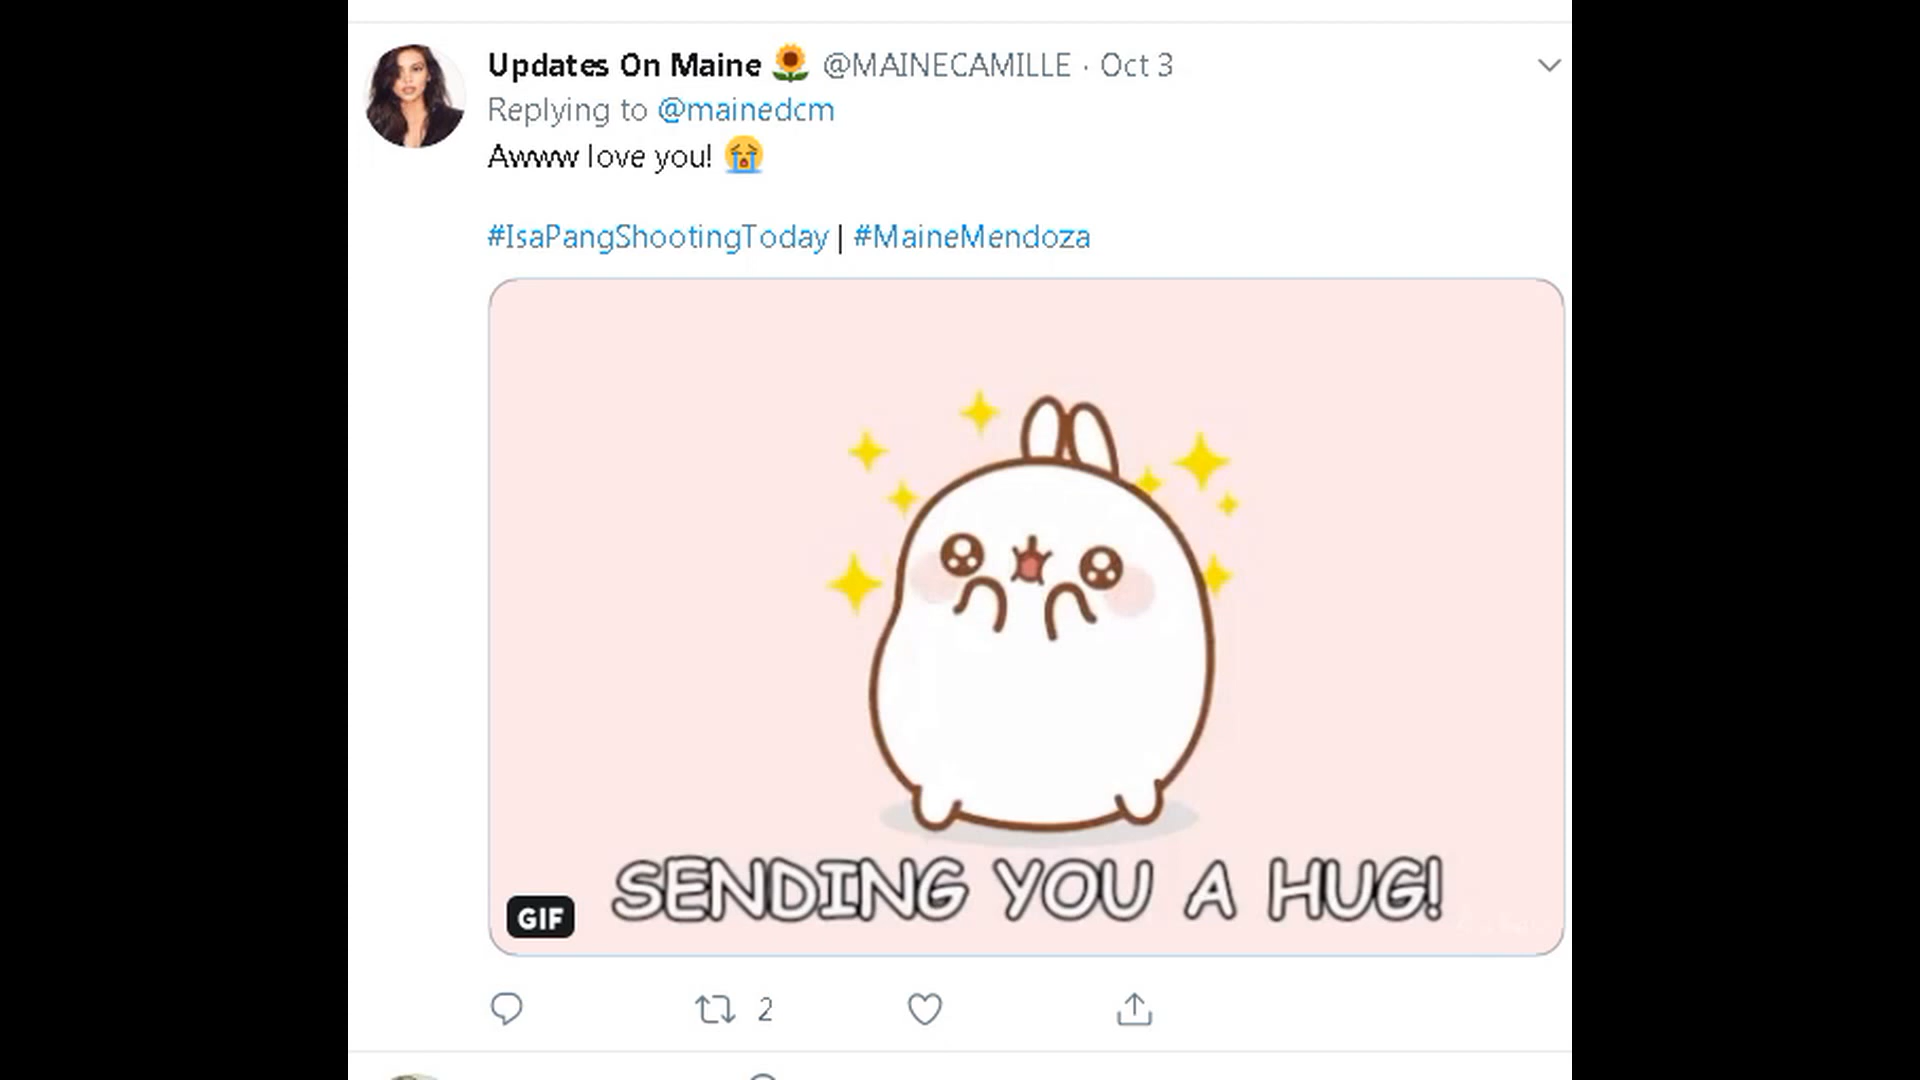 Updates On Maine 🌻 @MAINECAMILLE · Oct 3
Replying to @mainedcm
Awww love you! 😭
#IsaPangShootingToday | #MaineMendoza
SENDING YOU A HUG!
GIF
2